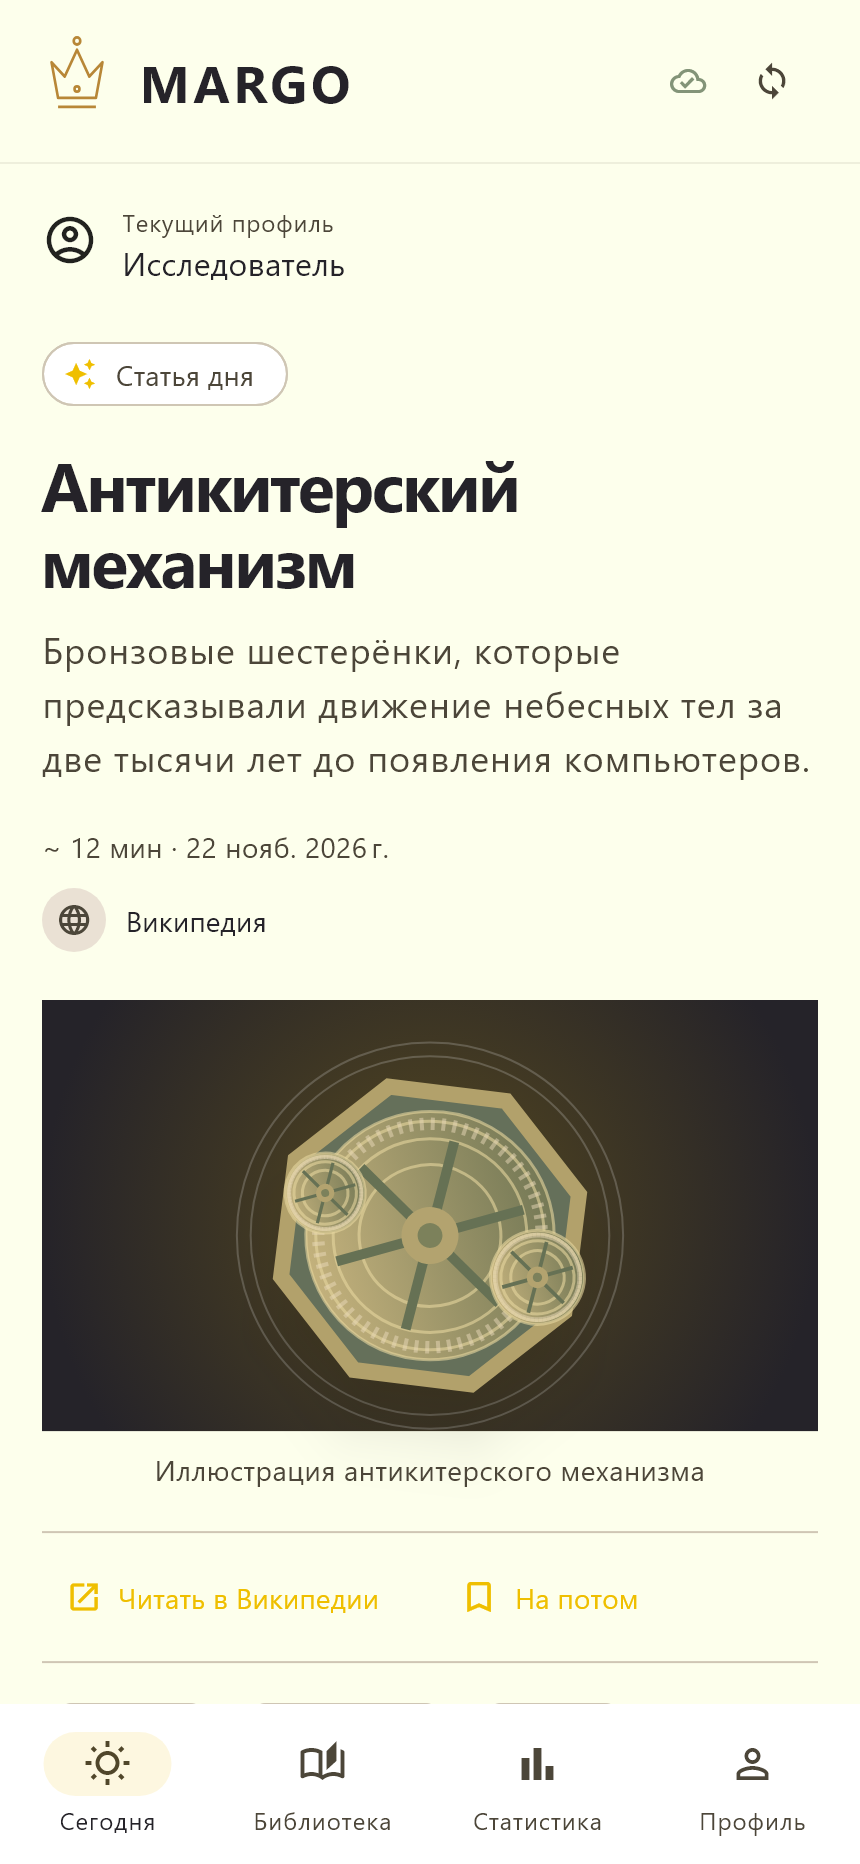 MARGO
Текущий профиль
Исследователь
Статья дня
Антикитерский
механизм
Бронзовые шестерёнки, которые
предсказывали движение небесных тел за
две тысячи лет до появления компьютеров.
~ 12 мин · 22 нояб. 2026 г.
Википедия
Иллюстрация антикитерского механизма
Читать в Википедии
На потом
Сегодня
Библиотека
Статистика
Профиль